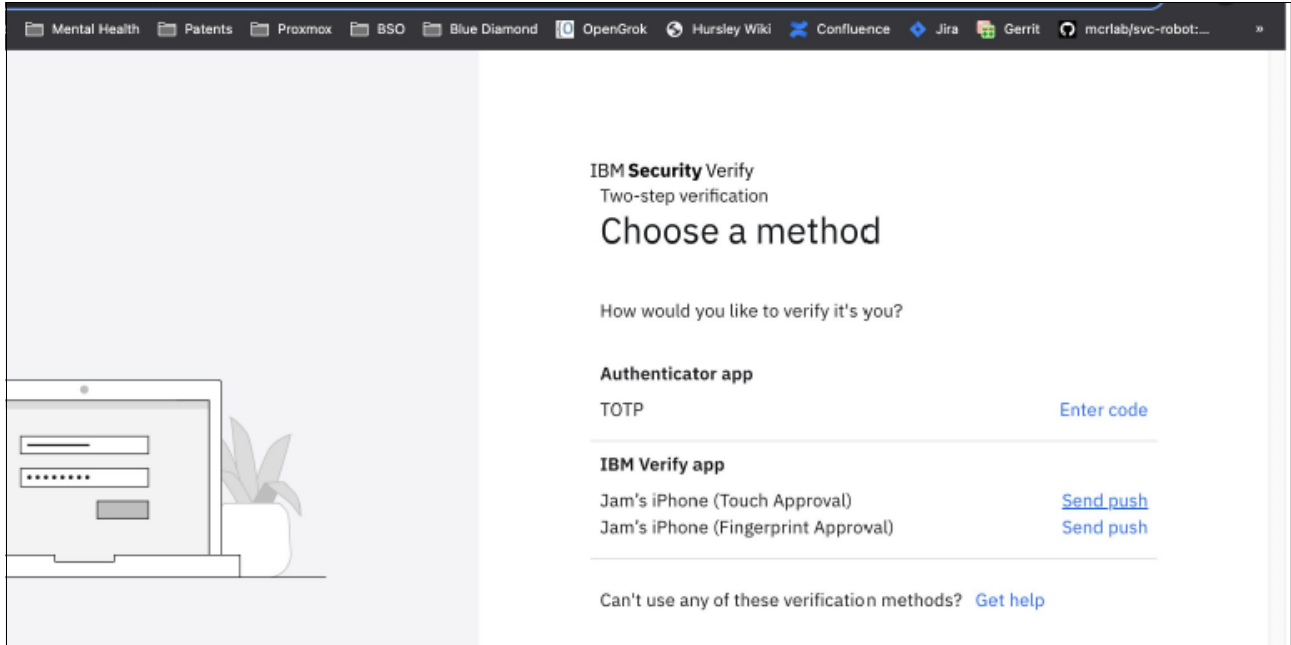 Mental Health Patents Proxmox BSO Blue Diamond OpenGrok Hursley Wiki Confluence Jira Gerrit mcrlab/svc-robot:... »
IBM Security Verify
Two-step verification
Choose a method
How would you like to verify it's you?
Authenticator app
TOTP Enter code
IBM Verify app
Jam's iPhone (Touch Approval) Send push
Jam's iPhone (Fingerprint Approval) Send push
Can't use any of these verification methods? Get help